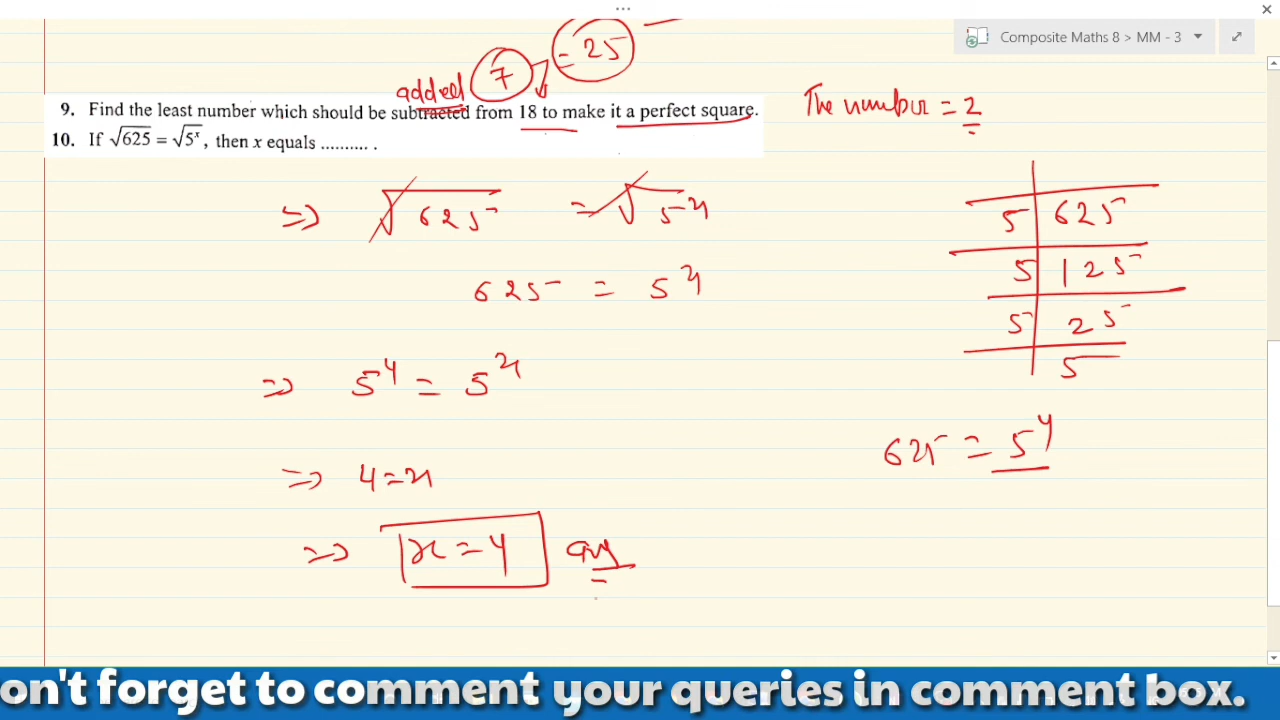 Composite Maths 8 > MM - 3
7 = 25
added
9. Find the least number which should be subtracted from 18 to make it a perfect square.
The number = 2
10. If √625 = √5ˣ, then x equals .......... .
=> √625 = √5ˣ
625 = 5ˣ
=> 5⁴ = 5ˣ
=> 4 = x
=> x = 4 ans
5 | 625
5 | 125
5 | 25
5
625 = 5⁴
on't forget to comment your queries in comment box.